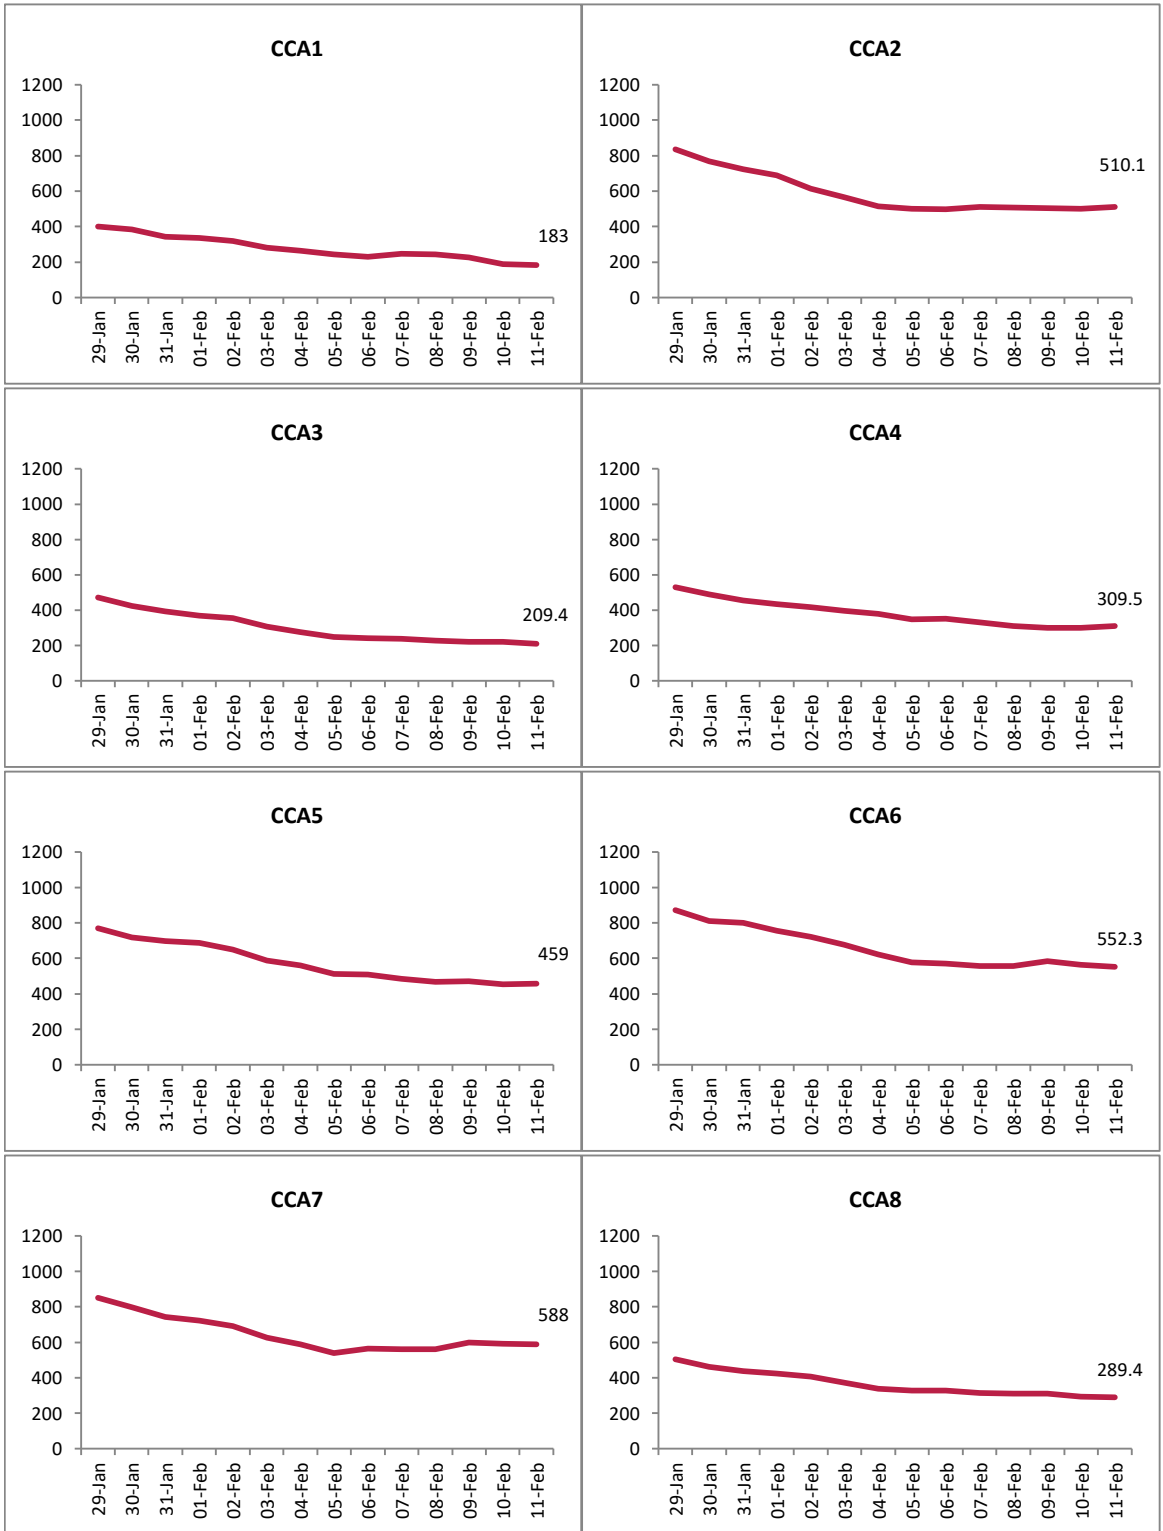 CCA1
1200
1000
800
600
400
200
0
183
29-Jan
30-Jan
31-Jan
01-Feb
02-Feb
03-Feb
04-Feb
05-Feb
06-Feb
07-Feb
08-Feb
09-Feb
10-Feb
11-Feb
CCA2
1200
1000
800
600
400
200
0
510.1
29-Jan
30-Jan
31-Jan
01-Feb
02-Feb
03-Feb
04-Feb
05-Feb
06-Feb
07-Feb
08-Feb
09-Feb
10-Feb
11-Feb
CCA3
1200
1000
800
600
400
200
0
209.4
29-Jan
30-Jan
31-Jan
01-Feb
02-Feb
03-Feb
04-Feb
05-Feb
06-Feb
07-Feb
08-Feb
09-Feb
10-Feb
11-Feb
CCA4
1200
1000
800
600
400
200
0
309.5
29-Jan
30-Jan
31-Jan
01-Feb
02-Feb
03-Feb
04-Feb
05-Feb
06-Feb
07-Feb
08-Feb
09-Feb
10-Feb
11-Feb
CCA5
1200
1000
800
600
400
200
0
459
29-Jan
30-Jan
31-Jan
01-Feb
02-Feb
03-Feb
04-Feb
05-Feb
06-Feb
07-Feb
08-Feb
09-Feb
10-Feb
11-Feb
CCA6
1200
1000
800
600
400
200
0
552.3
29-Jan
30-Jan
31-Jan
01-Feb
02-Feb
03-Feb
04-Feb
05-Feb
06-Feb
07-Feb
08-Feb
09-Feb
10-Feb
11-Feb
CCA7
1200
1000
800
600
400
200
0
588
29-Jan
30-Jan
31-Jan
01-Feb
02-Feb
03-Feb
04-Feb
05-Feb
06-Feb
07-Feb
08-Feb
09-Feb
10-Feb
11-Feb
CCA8
1200
1000
800
600
400
200
0
289.4
29-Jan
30-Jan
31-Jan
01-Feb
02-Feb
03-Feb
04-Feb
05-Feb
06-Feb
07-Feb
08-Feb
09-Feb
10-Feb
11-Feb